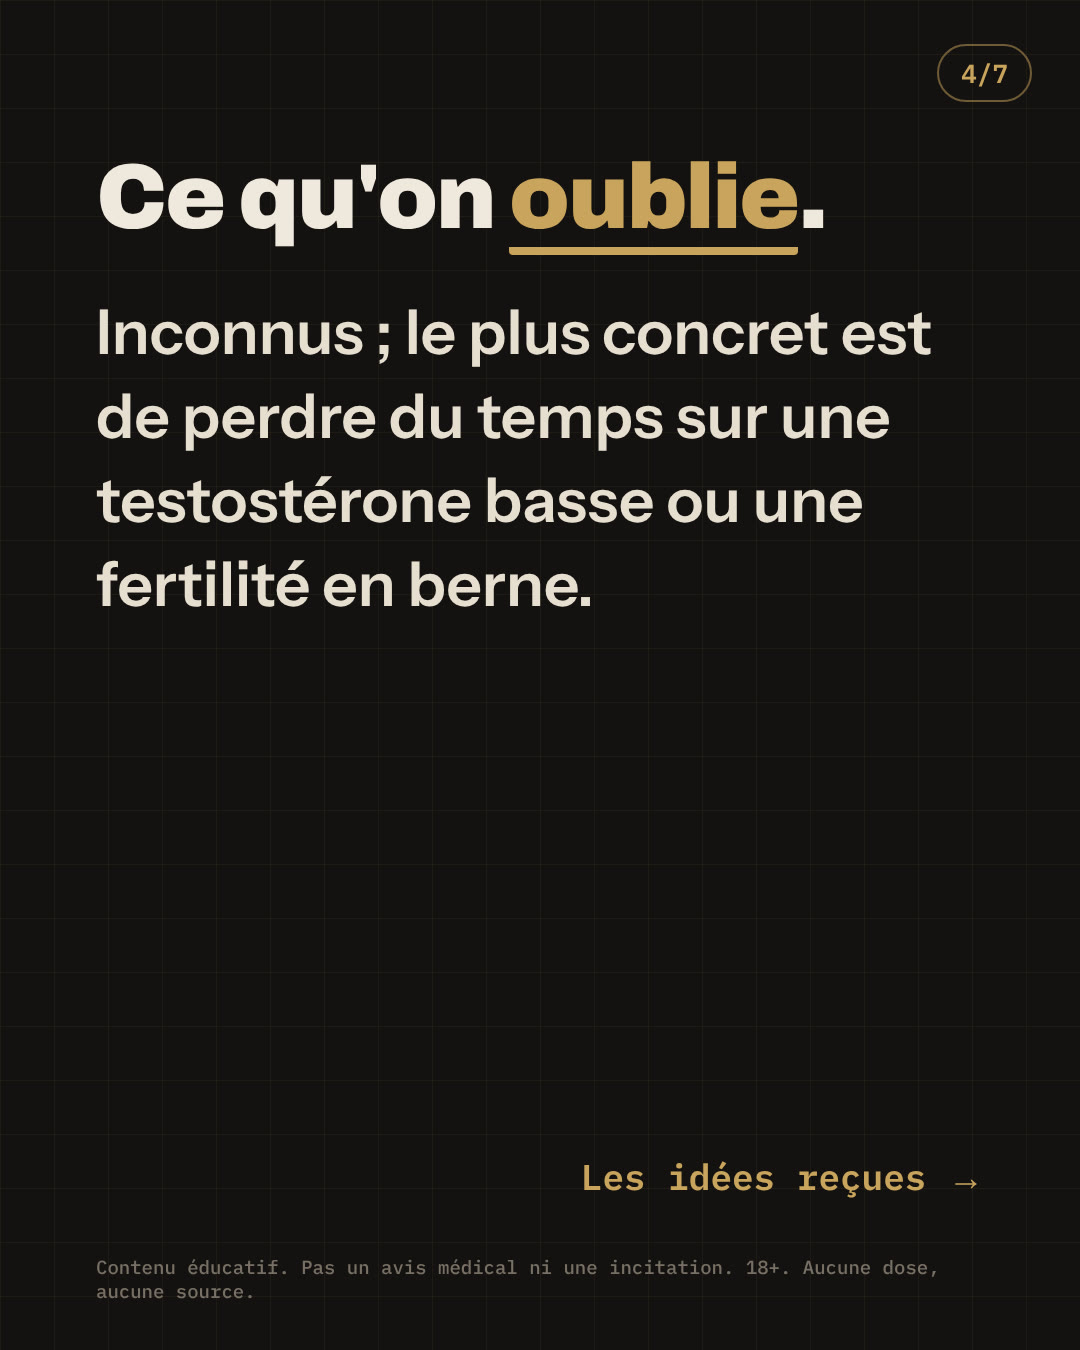 4/7
Ce qu'on oublie.
Inconnus ; le plus concret est
de perdre du temps sur une
testostérone basse ou une
fertilité en berne.
Les idées reçues →
Contenu éducatif. Pas un avis médical ni une incitation. 18+. Aucune dose,
aucune source.